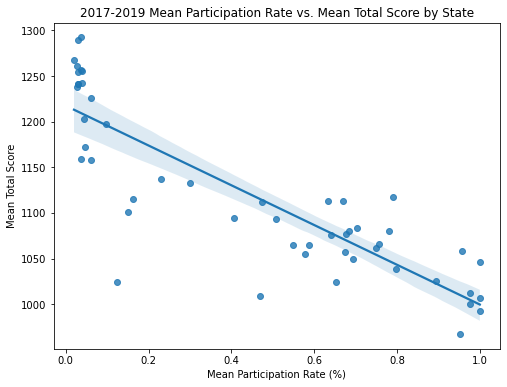 2017-2019 Mean Participation Rate vs. Mean Total Score by State
Mean Total Score
1300
1250
1200
1150
1100
1050
1000
0.0 0.2 0.4 0.6 0.8 1.0
Mean Participation Rate (%)